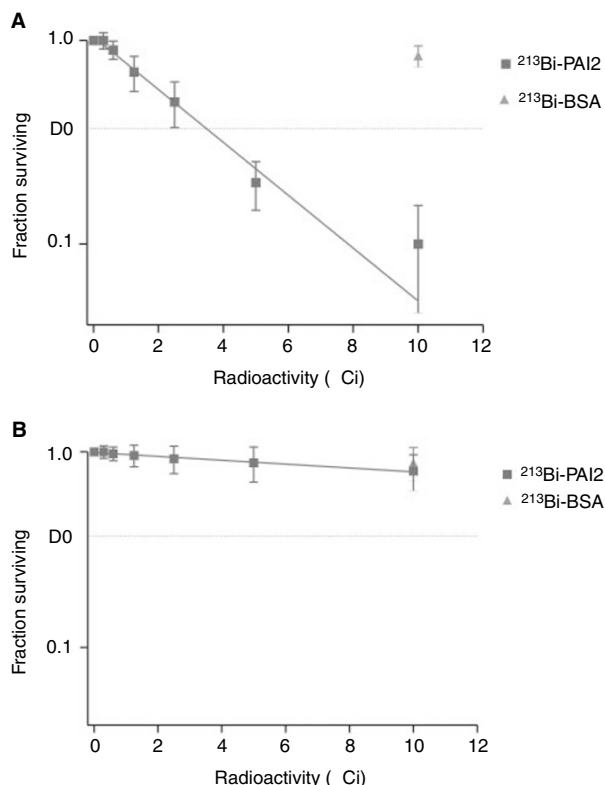 A
1.0
D0
0.1
Fraction surviving
0 2 4 6 8 10 12
Radioactivity ( Ci)
²¹³Bi-PAI2
²¹³Bi-BSA
B
1.0
D0
0.1
Fraction surviving
0 2 4 6 8 10 12
Radioactivity ( Ci)
²¹³Bi-PAI2
²¹³Bi-BSA